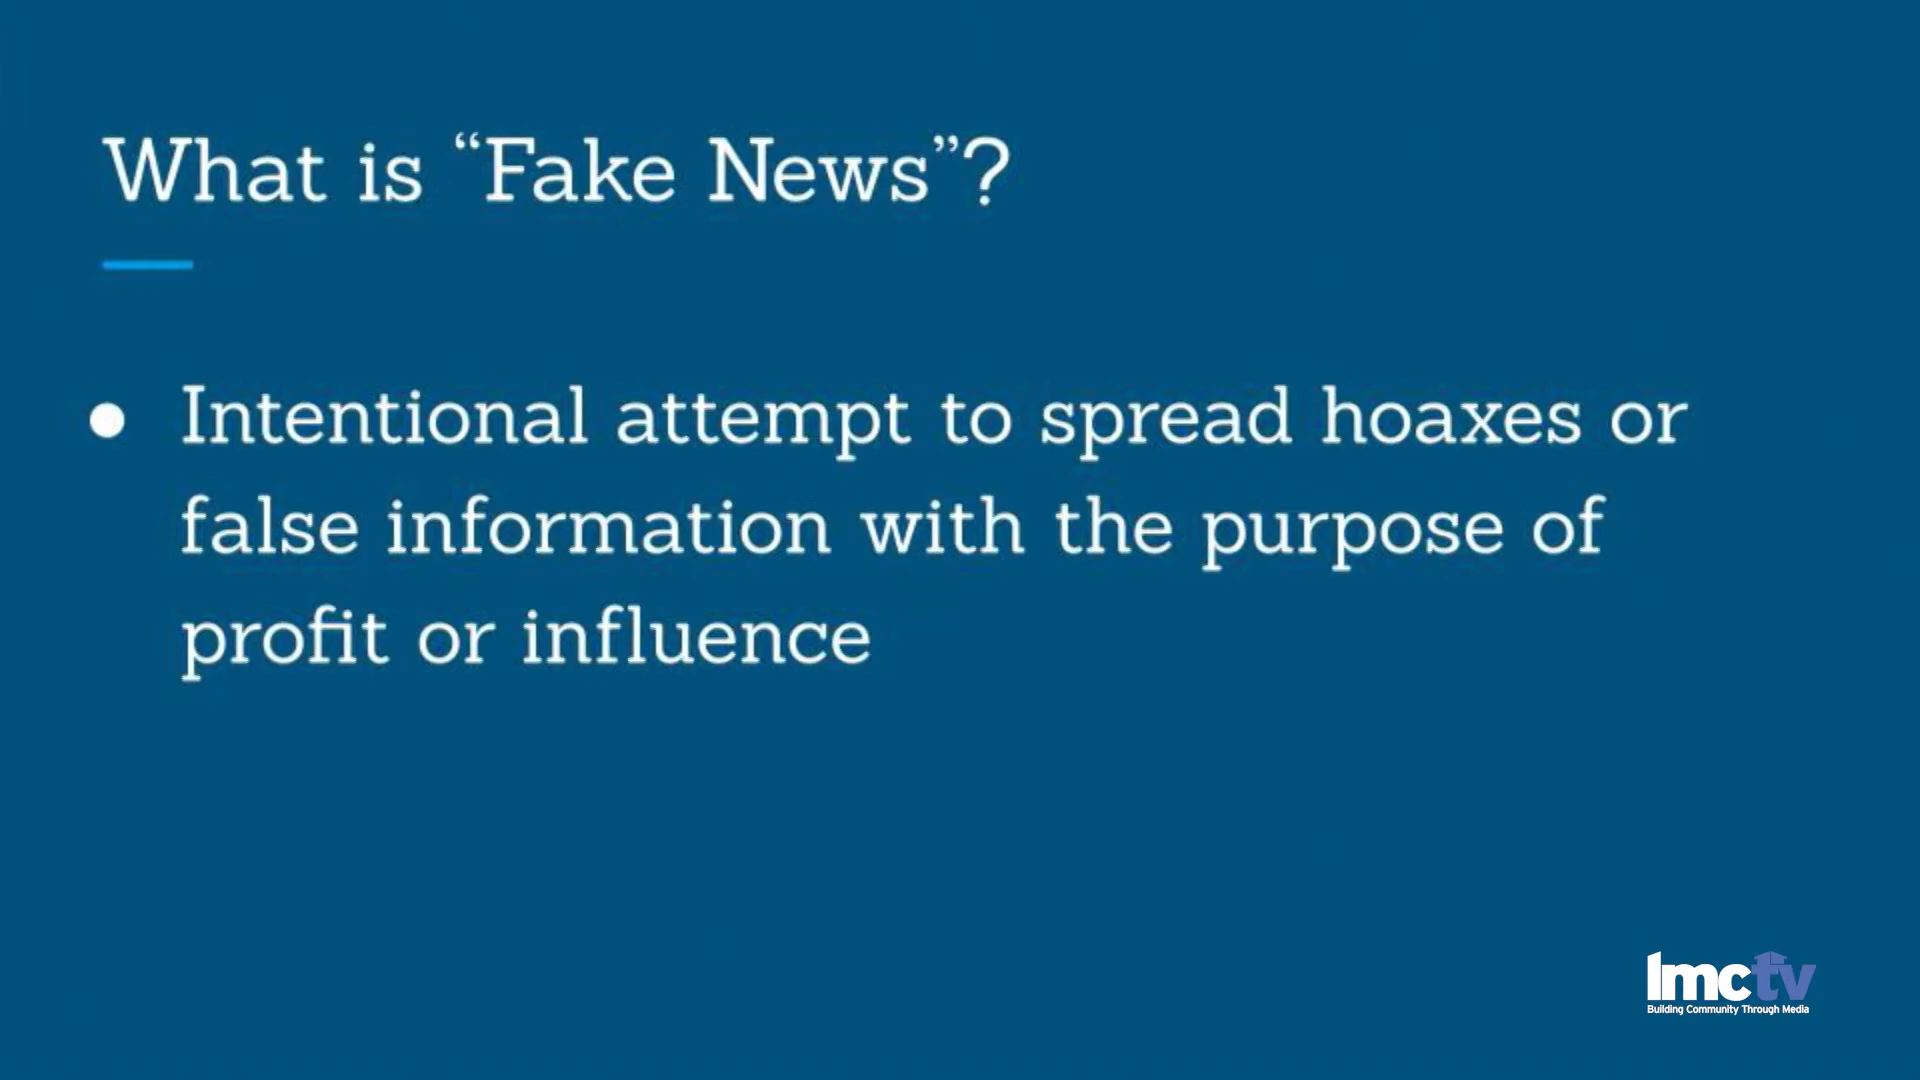 What is “Fake News”?
● Intentional attempt to spread hoaxes or
false information with the purpose of
profit or influence
lmctv
Building Community Through Media